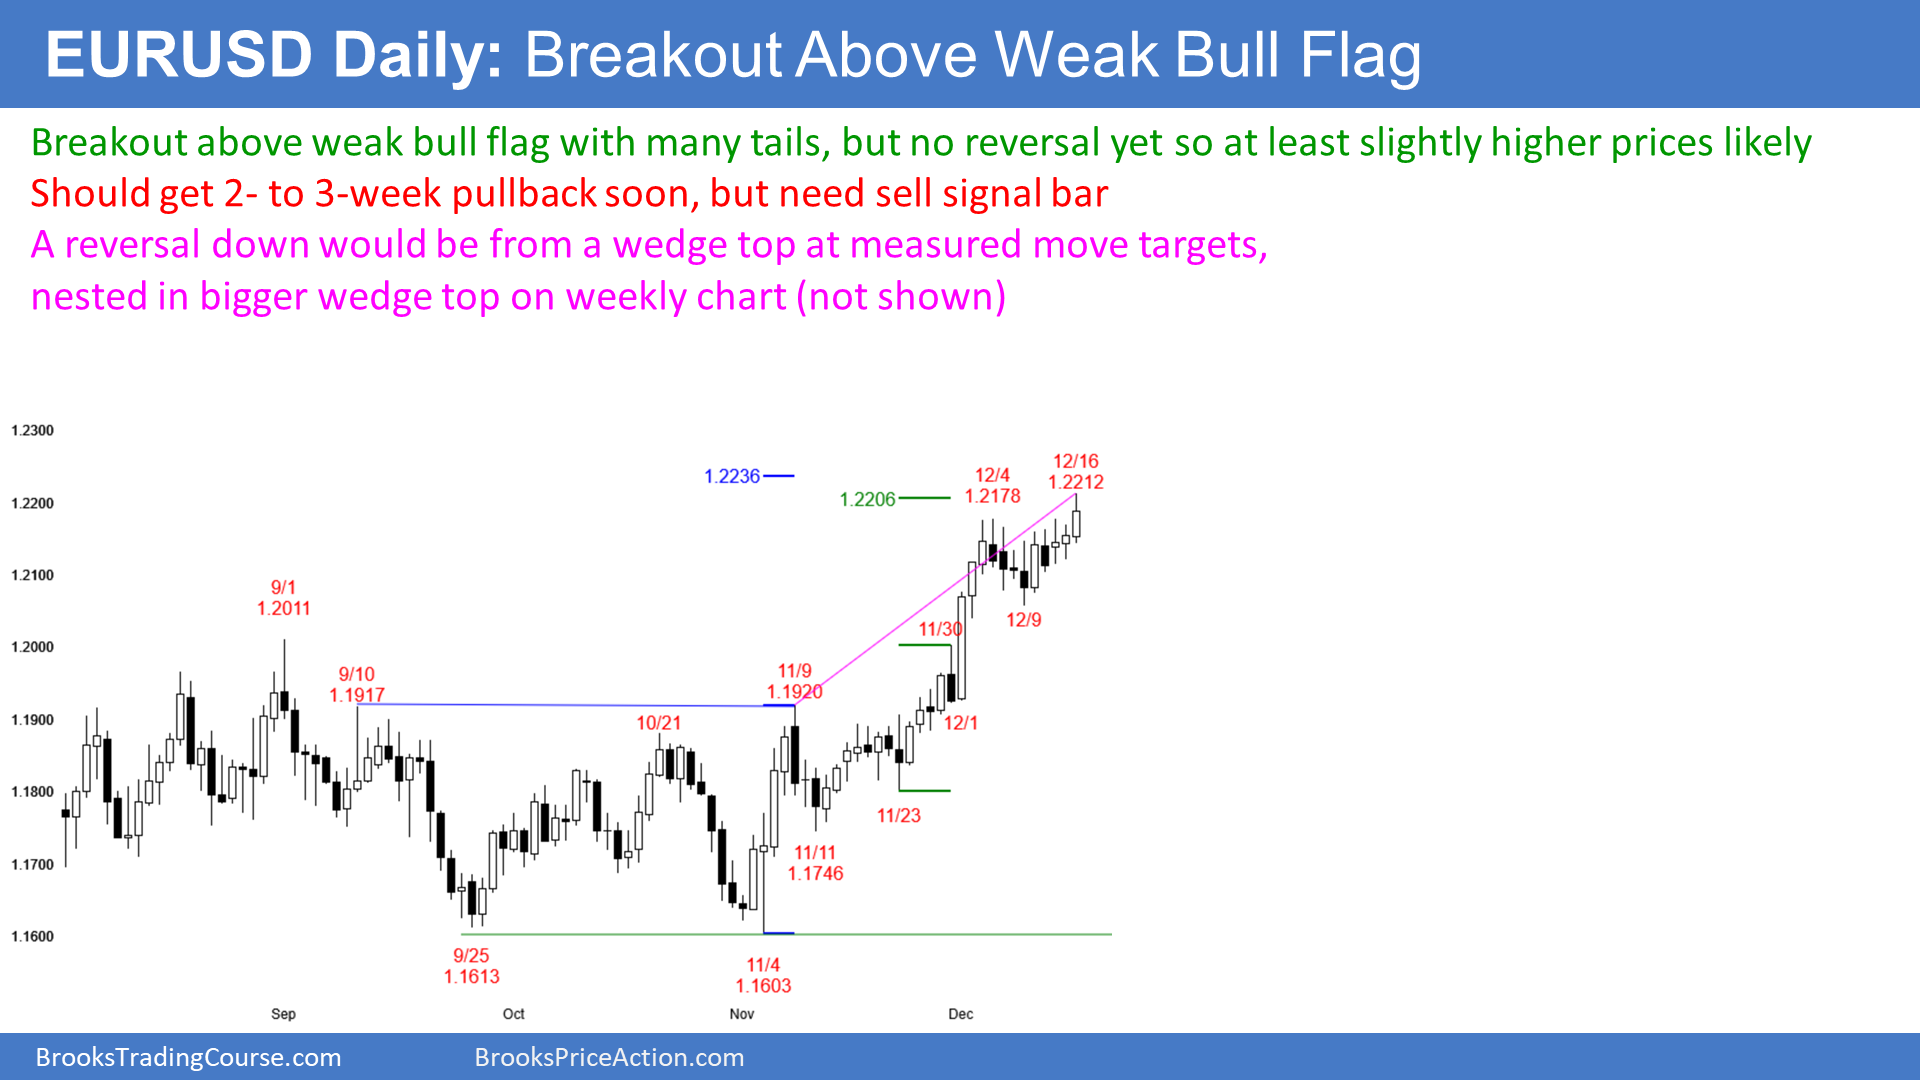 EURUSD Daily: Breakout Above Weak Bull Flag
Breakout above weak bull flag with many tails, but no reversal yet so at least slightly higher prices likely
Should get 2- to 3-week pullback soon, but need sell signal bar
A reversal down would be from a wedge top at measured move targets,
nested in bigger wedge top on weekly chart (not shown)
1.2300
1.2200
1.2100
1.2000
1.1900
1.1800
1.1700
1.1600
9/1
1.2011
9/10
1.1917
9/25
1.1613
10/21
1.2236
11/9
1.1920
11/4
1.1603
11/11
1.1746
1.2206
11/23
11/30
12/1
12/4
1.2178
12/9
12/16
1.2212
Sep
Oct
Nov
Dec
BrooksTradingCourse.com
BrooksPriceAction.com